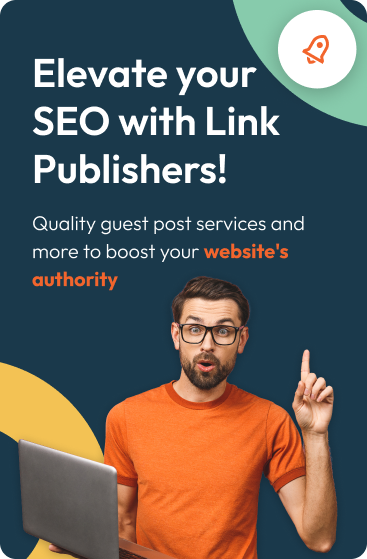 Elevate your
SEO with Link
Publishers!
Quality guest post services and
more to boost your website's
authority